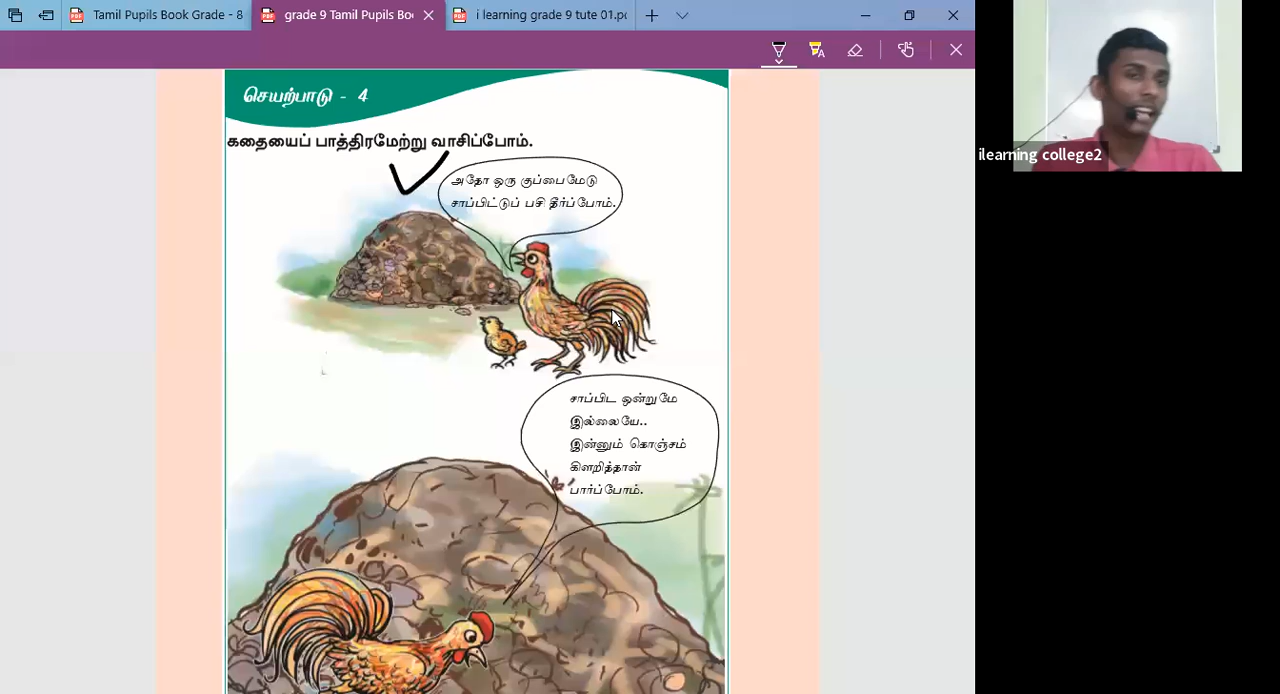 Tamil Pupils Book Grade - 8
grade 9 Tamil Pupils Bo
i learning grade 9 tute 01.p
செயற்பாடு - 4
கதையைப் பாத்திரமேற்று வாசிப்போம்.
ilearning college2
அதோ ஒரு குப்பைமேடு
சாப்பிட்டுப் பசி தீர்ப்போம்.
சாப்பிட ஒன்றுமே
இல்லையே..
இன்னும் கொஞ்சம்
கிளறித்தான்
பார்ப்போம்.